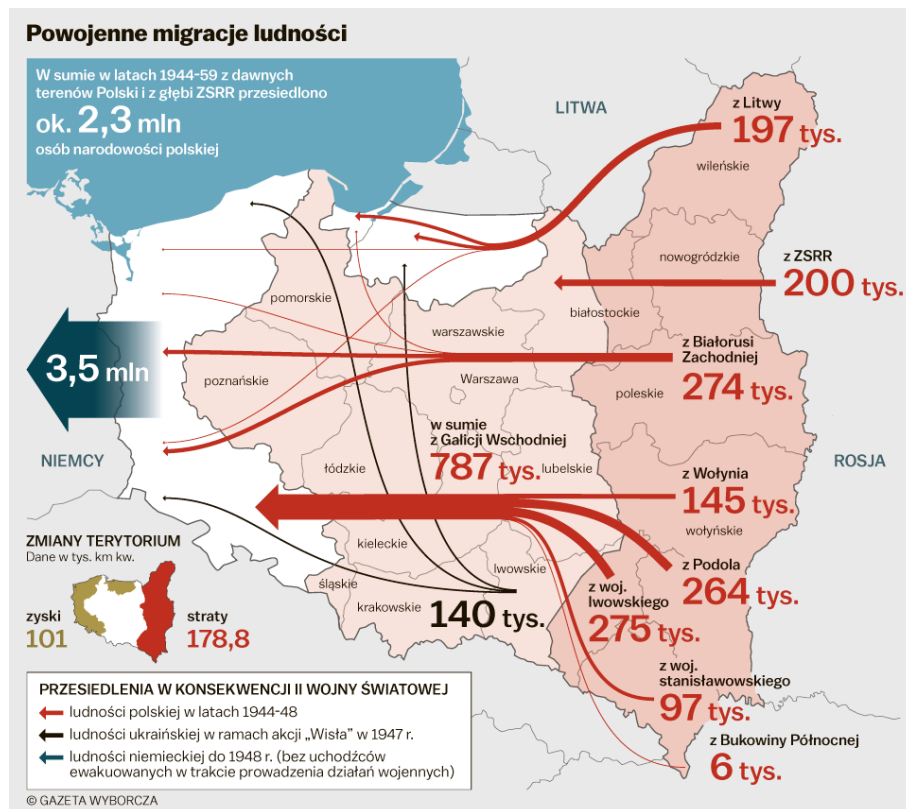 Powojenne migracje ludności
W sumie w latach 1944-59 z dawnych
terenów Polski i z głębi ZSRR przesiedlono
ok. 2,3 mln
osób narodowości polskiej
LITWA
z Litwy
197 tys.
wileńskie
nowogródzkie
z ZSRR
200 tys.
pomorskie
białostockie
warszawskie
z Białorusi
Zachodniej
274 tys.
3,5 mln
poznańskie
Warszawa
poleskie
w sumie
z Galicji Wschodniej
787 tys.
NIEMCY
łódzkie
lubelskie
ROSJA
z Wołynia
145 tys.
wołyńskie
ZMIANY TERYTORIUM
Dane w tys. km kw.
zyski
101
straty
178,8
kieleckie
lwowskie
śląskie
krakowskie
140 tys.
z Podola
264 tys.
z woj.
lwowskiego
275 tys.
z woj.
stanisławowskiego
97 tys.
z Bukowiny Północnej
6 tys.
PRZESIEDLENIA W KONSEKWENCJI II WOJNY ŚWIATOWEJ
ludności polskiej w latach 1944-48
ludności ukraińskiej w ramach akcji „Wisła” w 1947 r.
ludności niemieckiej do 1948 r. (bez uchodźców
ewakuowanych w trakcie prowadzenia działań wojennych)
© GAZETA WYBORCZA